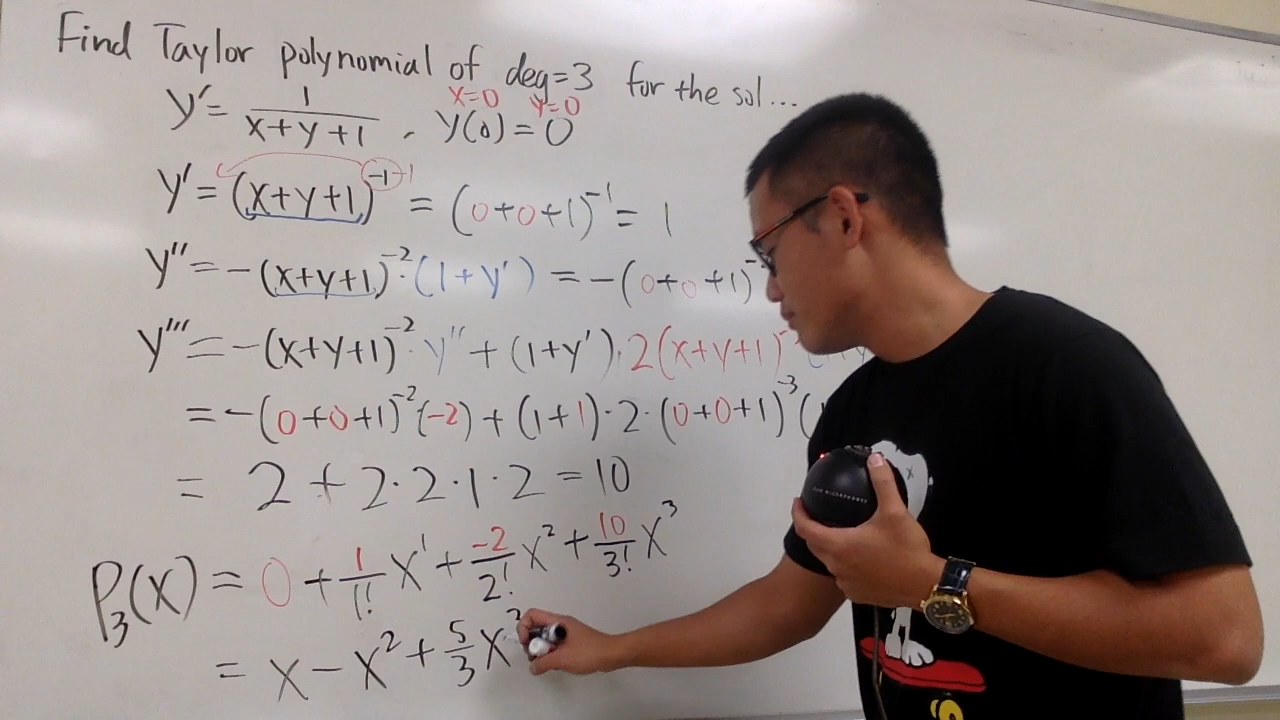 Find Taylor polynomial of deg=3 for the sol...
x=0 y=0
y' = 1/(x+y+1) , y(0) = 0
y' = (x+y+1)^-1 -1 = (0+0+1)^-1 = 1
y'' = -(x+y+1)^-2 · (1+y') = -(0+0+1)^-
y''' = -(x+y+1)^-2 · y'' + (1+y') · 2(x+y+1)^-
= -(0+0+1)^-2 (-2) + (1+1) · 2 · (0+0+1)^-3 (
= 2 + 2·2·1·2 = 10
P_3(x) = 0 + 1/1! x^1 + -2/2! x^2 + 10/3! x^3
= x - x^2 + 5/3 x^3